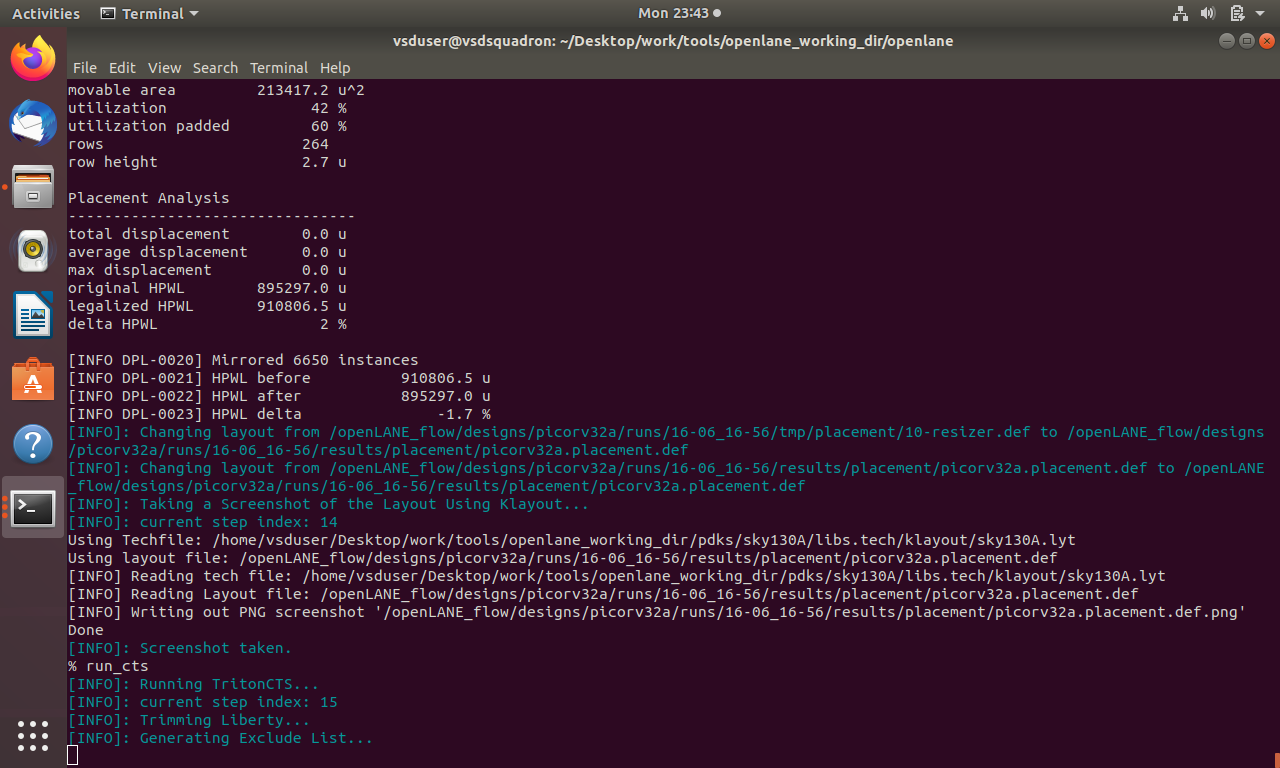 Activities Terminal Mon 23:43
vsduser@vsdsquadron: ~/Desktop/work/tools/openlane_working_dir/openlane
File Edit View Search Terminal Help
movable area 213417.2 u^2
utilization 42 %
utilization padded 60 %
rows 264
row height 2.7 u
Placement Analysis
--------------------------------
total displacement 0.0 u
average displacement 0.0 u
max displacement 0.0 u
original HPWL 895297.0 u
legalized HPWL 910806.5 u
delta HPWL 2 %
[INFO DPL-0020] Mirrored 6650 instances
[INFO DPL-0021] HPWL before 910806.5 u
[INFO DPL-0022] HPWL after 895297.0 u
[INFO DPL-0023] HPWL delta -1.7 %
[INFO]: Changing layout from /openLANE_flow/designs/picorv32a/runs/16-06_16-56/tmp/placement/10-resizer.def to /openLANE_flow/designs
/picorv32a/runs/16-06_16-56/results/placement/picorv32a.placement.def
[INFO]: Changing layout from /openLANE_flow/designs/picorv32a/runs/16-06_16-56/results/placement/picorv32a.placement.def to /openLANE
_flow/designs/picorv32a/runs/16-06_16-56/results/placement/picorv32a.placement.def
[INFO]: Taking a Screenshot of the Layout Using Klayout...
[INFO]: current step index: 14
Using Techfile: /home/vsduser/Desktop/work/tools/openlane_working_dir/pdks/sky130A/libs.tech/klayout/sky130A.lyt
Using layout file: /openLANE_flow/designs/picorv32a/runs/16-06_16-56/results/placement/picorv32a.placement.def
[INFO] Reading tech file: /home/vsduser/Desktop/work/tools/openlane_working_dir/pdks/sky130A/libs.tech/klayout/sky130A.lyt
[INFO] Reading Layout file: /openLANE_flow/designs/picorv32a/runs/16-06_16-56/results/placement/picorv32a.placement.def
[INFO] Writing out PNG screenshot '/openLANE_flow/designs/picorv32a/runs/16-06_16-56/results/placement/picorv32a.placement.def.png'
Done
[INFO]: Screenshot taken.
% run_cts
[INFO]: Running TritonCTS...
[INFO]: current step index: 15
[INFO]: Trimming Liberty...
[INFO]: Generating Exclude List...